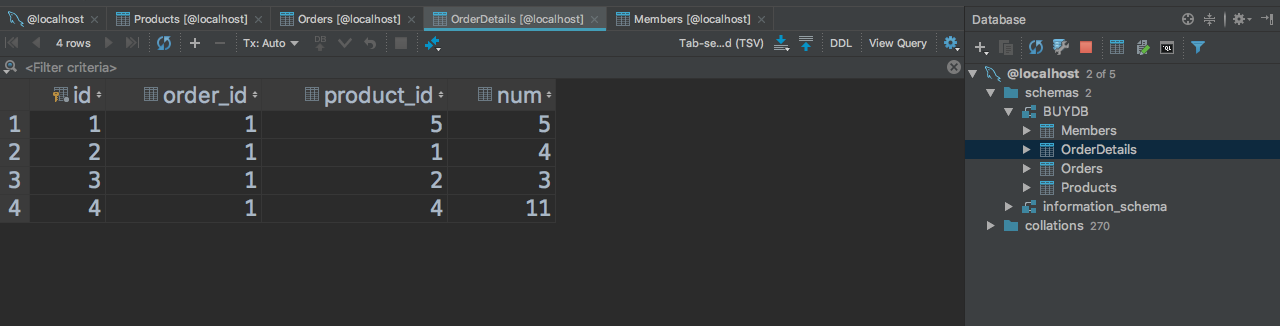 @localhost Products [@localhost] Orders [@localhost] OrderDetails [@localhost] Members [@localhost]
4 rows Tx: Auto DB Tab-se...d (TSV) DDL View Query
<Filter criteria>
id order_id product_id num
1 1 1 5 5
2 2 1 1 4
3 3 1 2 3
4 4 1 4 11
Database
@localhost 2 of 5
schemas 2
BUYDB
Members
OrderDetails
Orders
Products
information_schema
collations 270